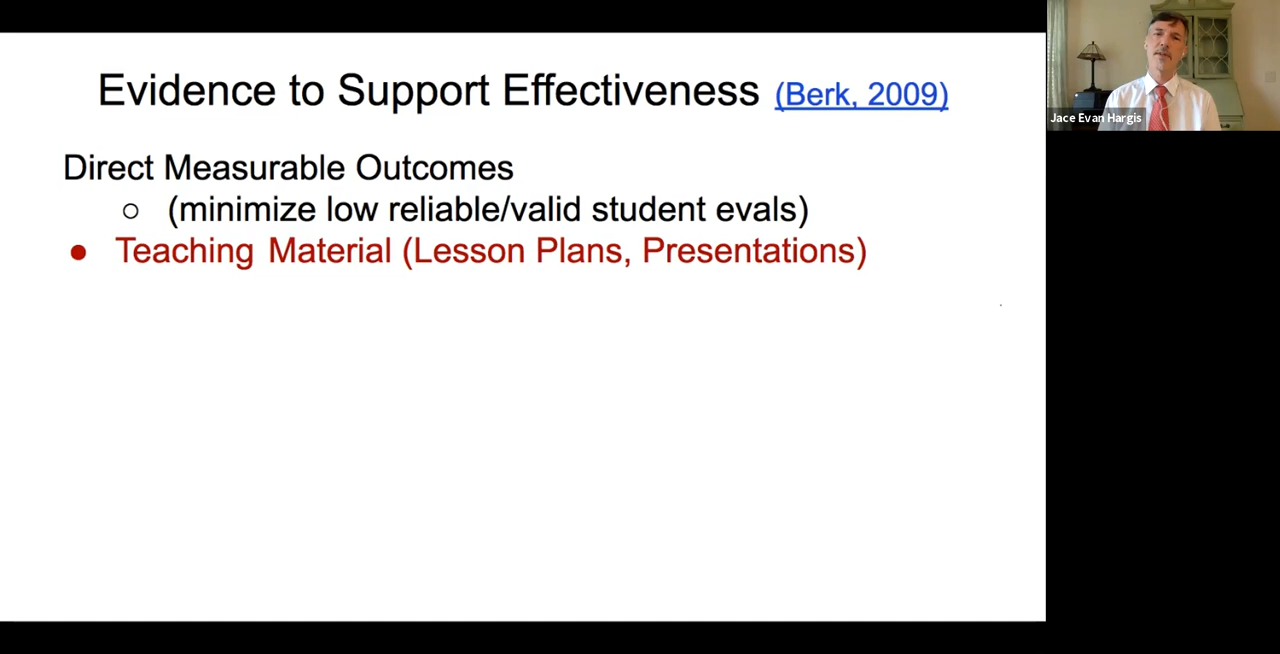 Evidence to Support Effectiveness (Berk, 2009)
Direct Measurable Outcomes
○ (minimize low reliable/valid student evals)
● Teaching Material (Lesson Plans, Presentations)
Jace Evan Hargis